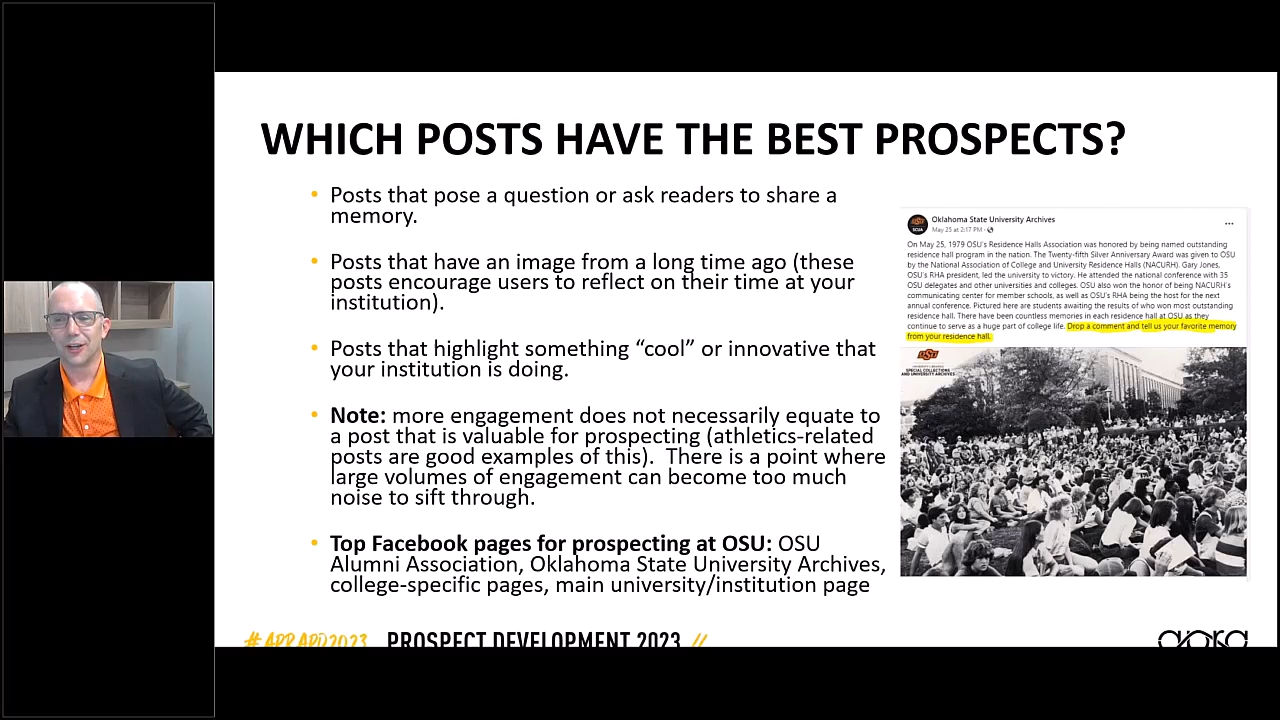 WHICH POSTS HAVE THE BEST PROSPECTS?
• Posts that pose a question or ask readers to share a
memory.
• Posts that have an image from a long time ago (these
posts encourage users to reflect on their time at your
institution).
• Posts that highlight something “cool” or innovative that
your institution is doing.
• Note: more engagement does not necessarily equate to
a post that is valuable for prospecting (athletics-related
posts are good examples of this).  There is a point where
large volumes of engagement can become too much
noise to sift through.
• Top Facebook pages for prospecting at OSU: OSU
Alumni Association, Oklahoma State University Archives,
college-specific pages, main university/institution page
Oklahoma State University Archives
May 25 at 2:17 PM ·
On May 25, 1979 OSU's Residence Halls Association was honored by being named outstanding
residence hall program in the nation. The Twenty-fifth Silver Anniversary Award was given to OSU
by the National Association of College and University Residence Halls (NACURH). Gary Jones,
OSU's RHA president, led the university to victory. He attended the national conference with 35
OSU delegates and other universities and colleges. OSU also won the honor of being NACURH's
communicating center for member schools, as well as OSU's RHA being the host for the next
annual conference. Pictured here are students awaiting the results of who won most outstanding
residence hall. There have been countless memories in each residence hall at OSU as they
continue to serve as a huge part of college life. Drop a comment and tell us your favorite memory
from your residence hall.
OSU
SPECIAL COLLECTIONS
AND UNIVERSITY ARCHIVES
#APRAPD2023 PROSPECT DEVELOPMENT 2023 //
apra